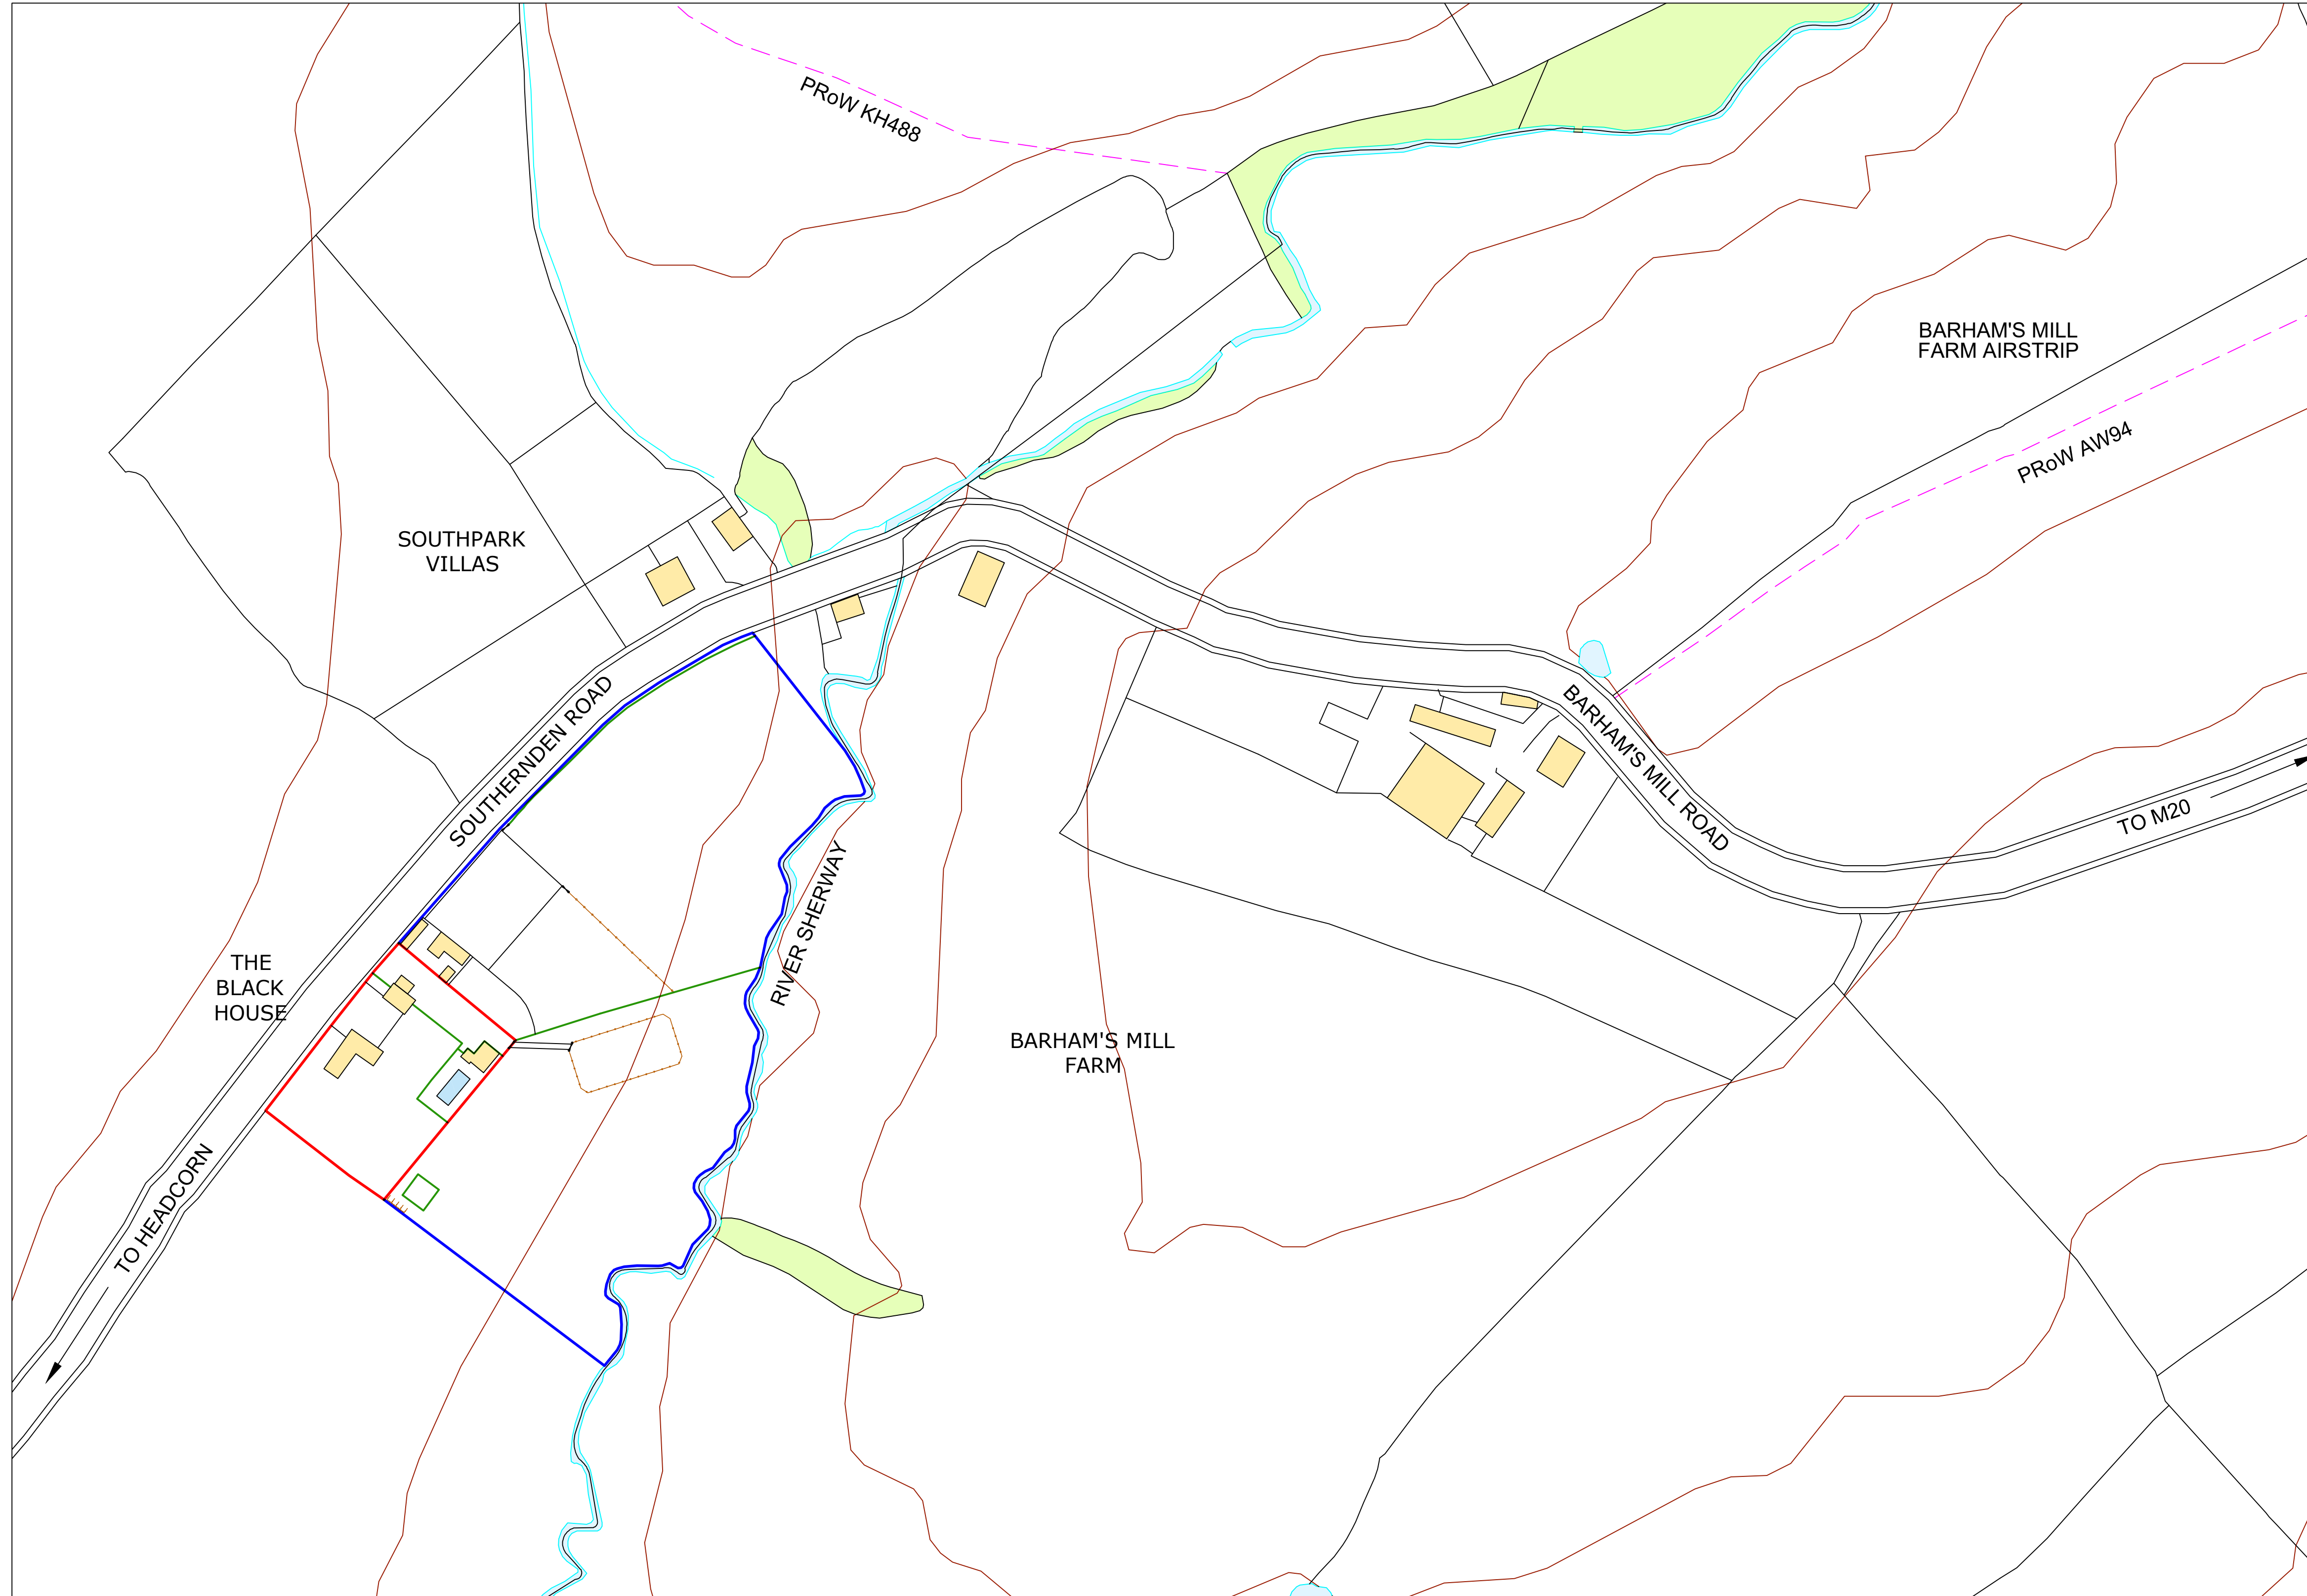 PRoW KH488
BARHAM'S MILL
FARM AIRSTRIP
PRoW AW94
SOUTHPARK
VILLAS
SOUTHERNDEN ROAD
BARHAM'S MILL ROAD
TO M20
RIVER SHERWAY
THE
BLACK
HOUSE
BARHAM'S MILL
FARM
TO HEADCORN